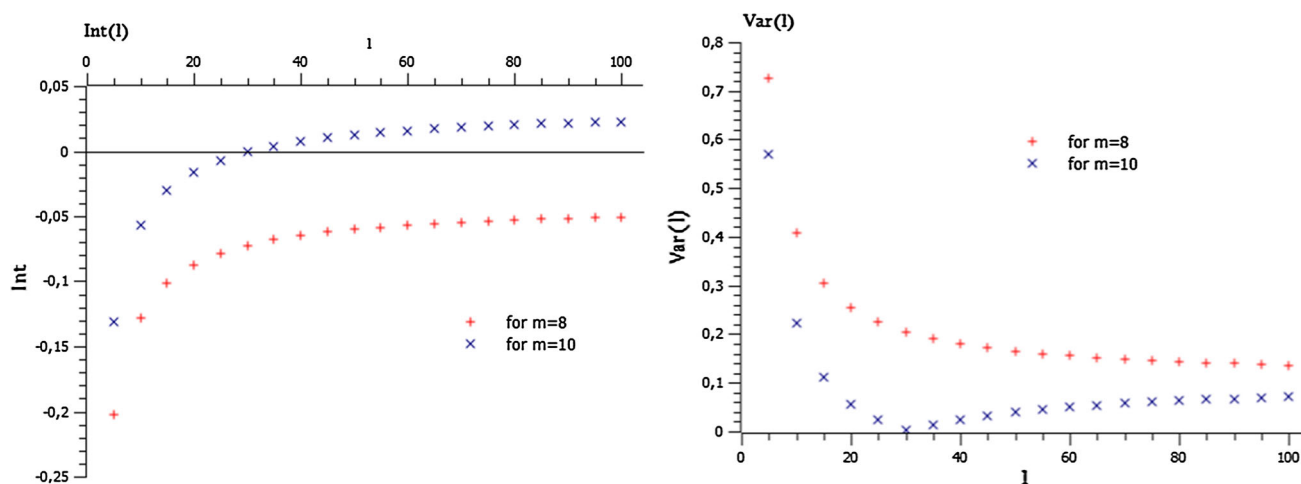 Int(l)
l
0 20 40 60 80 100
0,05
0
-0,05
-0,1
-0,15
-0,2
-0,25
Int
for m=8
for m=10
Var(l)
0,8
0,7
0,6
0,5
0,4
0,3
0,2
0,1
0
Var(l)
for m=8
for m=10
0 20 40 60 80 100
l